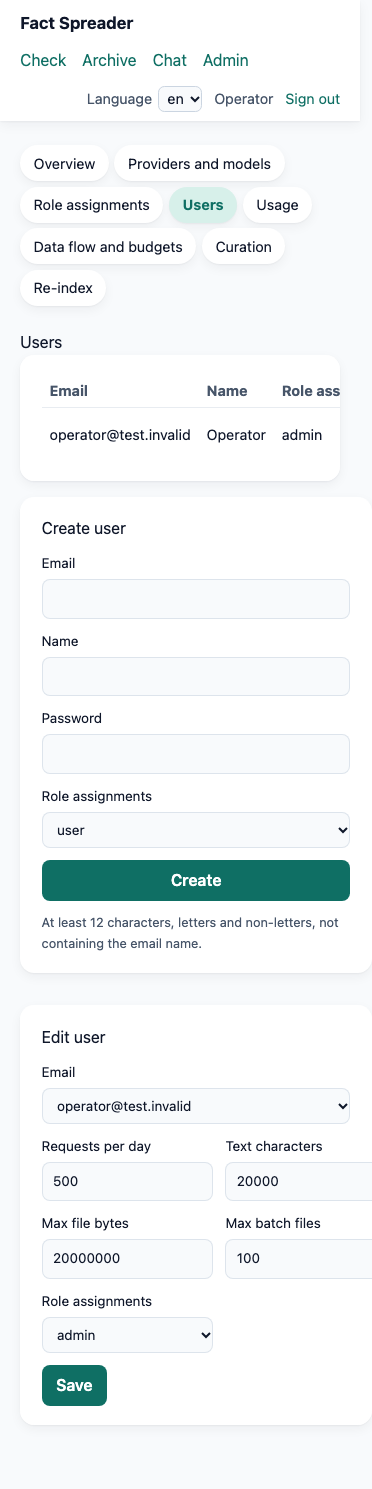 Fact Spreader
Check Archive Chat Admin
Language en Operator Sign out
Overview Providers and models
Role assignments Users Usage
Data flow and budgets Curation
Re-index
Users
Email Name Role ass
operator@test.invalid Operator admin
Create user
Email
Name
Password
Role assignments
user
Create
At least 12 characters, letters and non-letters, not
containing the email name.
Edit user
Email
operator@test.invalid
Requests per day Text characters
500 20000
Max file bytes Max batch files
20000000 100
Role assignments
admin
Save